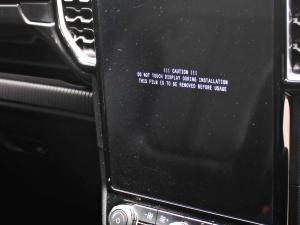 !!! CAUTION !!!
DO NOT TOUCH DISPLAY DURING INSTALLATION
THIS FILM IS TO BE REMOVED BEFORE USAGE